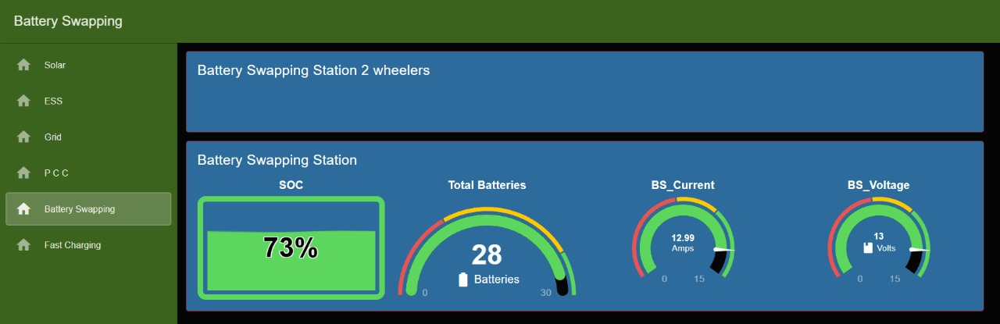 Battery Swapping
Solar
ESS
Grid
P C C
Battery Swapping
Fast Charging
Battery Swapping Station 2 wheelers
Battery Swapping Station
SOC
73%
Total Batteries
28
Batteries
0 30
BS_Current
12.99
Amps
0 15
BS_Voltage
13
Volts
0 15